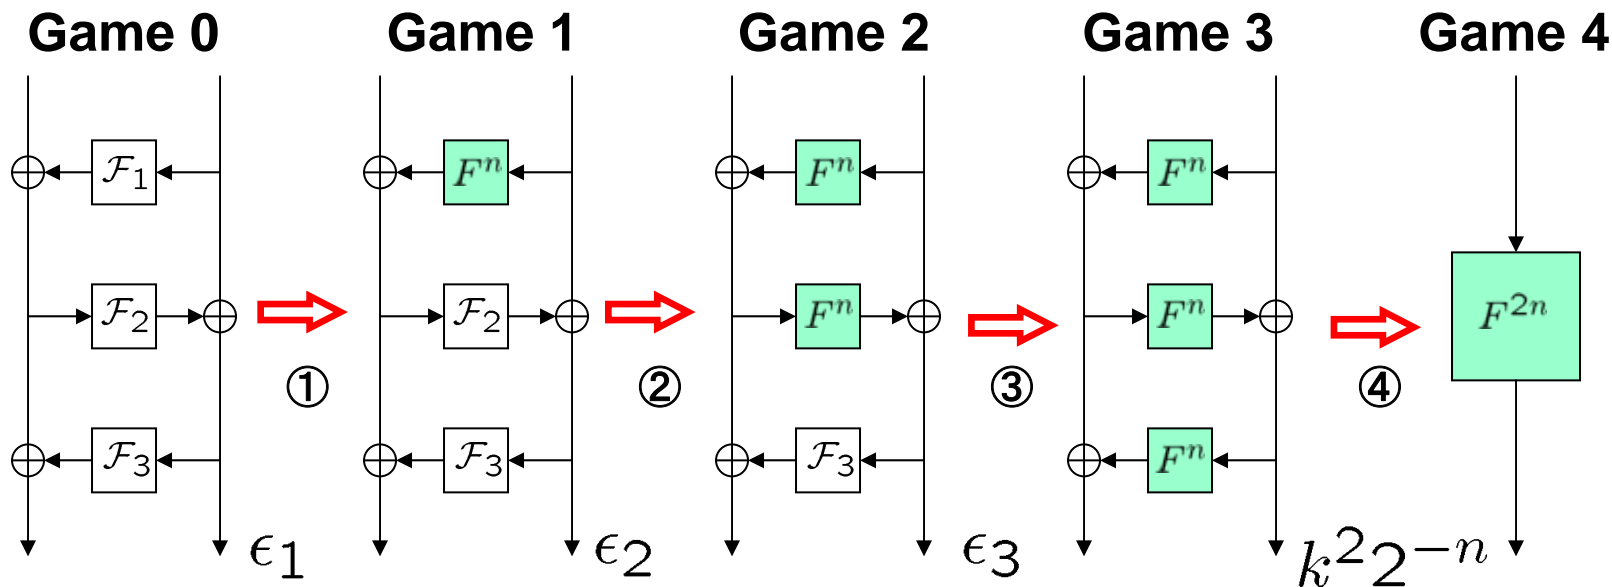 Game 0 Game 1 Game 2 Game 3 Game 4
𝓕₁ Fⁿ Fⁿ Fⁿ
𝓕₂ 𝓕₂ Fⁿ Fⁿ F²ⁿ
① ② ③ ④
𝓕₃ 𝓕₃ 𝓕₃ Fⁿ
ϵ₁ ϵ₂ ϵ₃ k²2⁻ⁿ